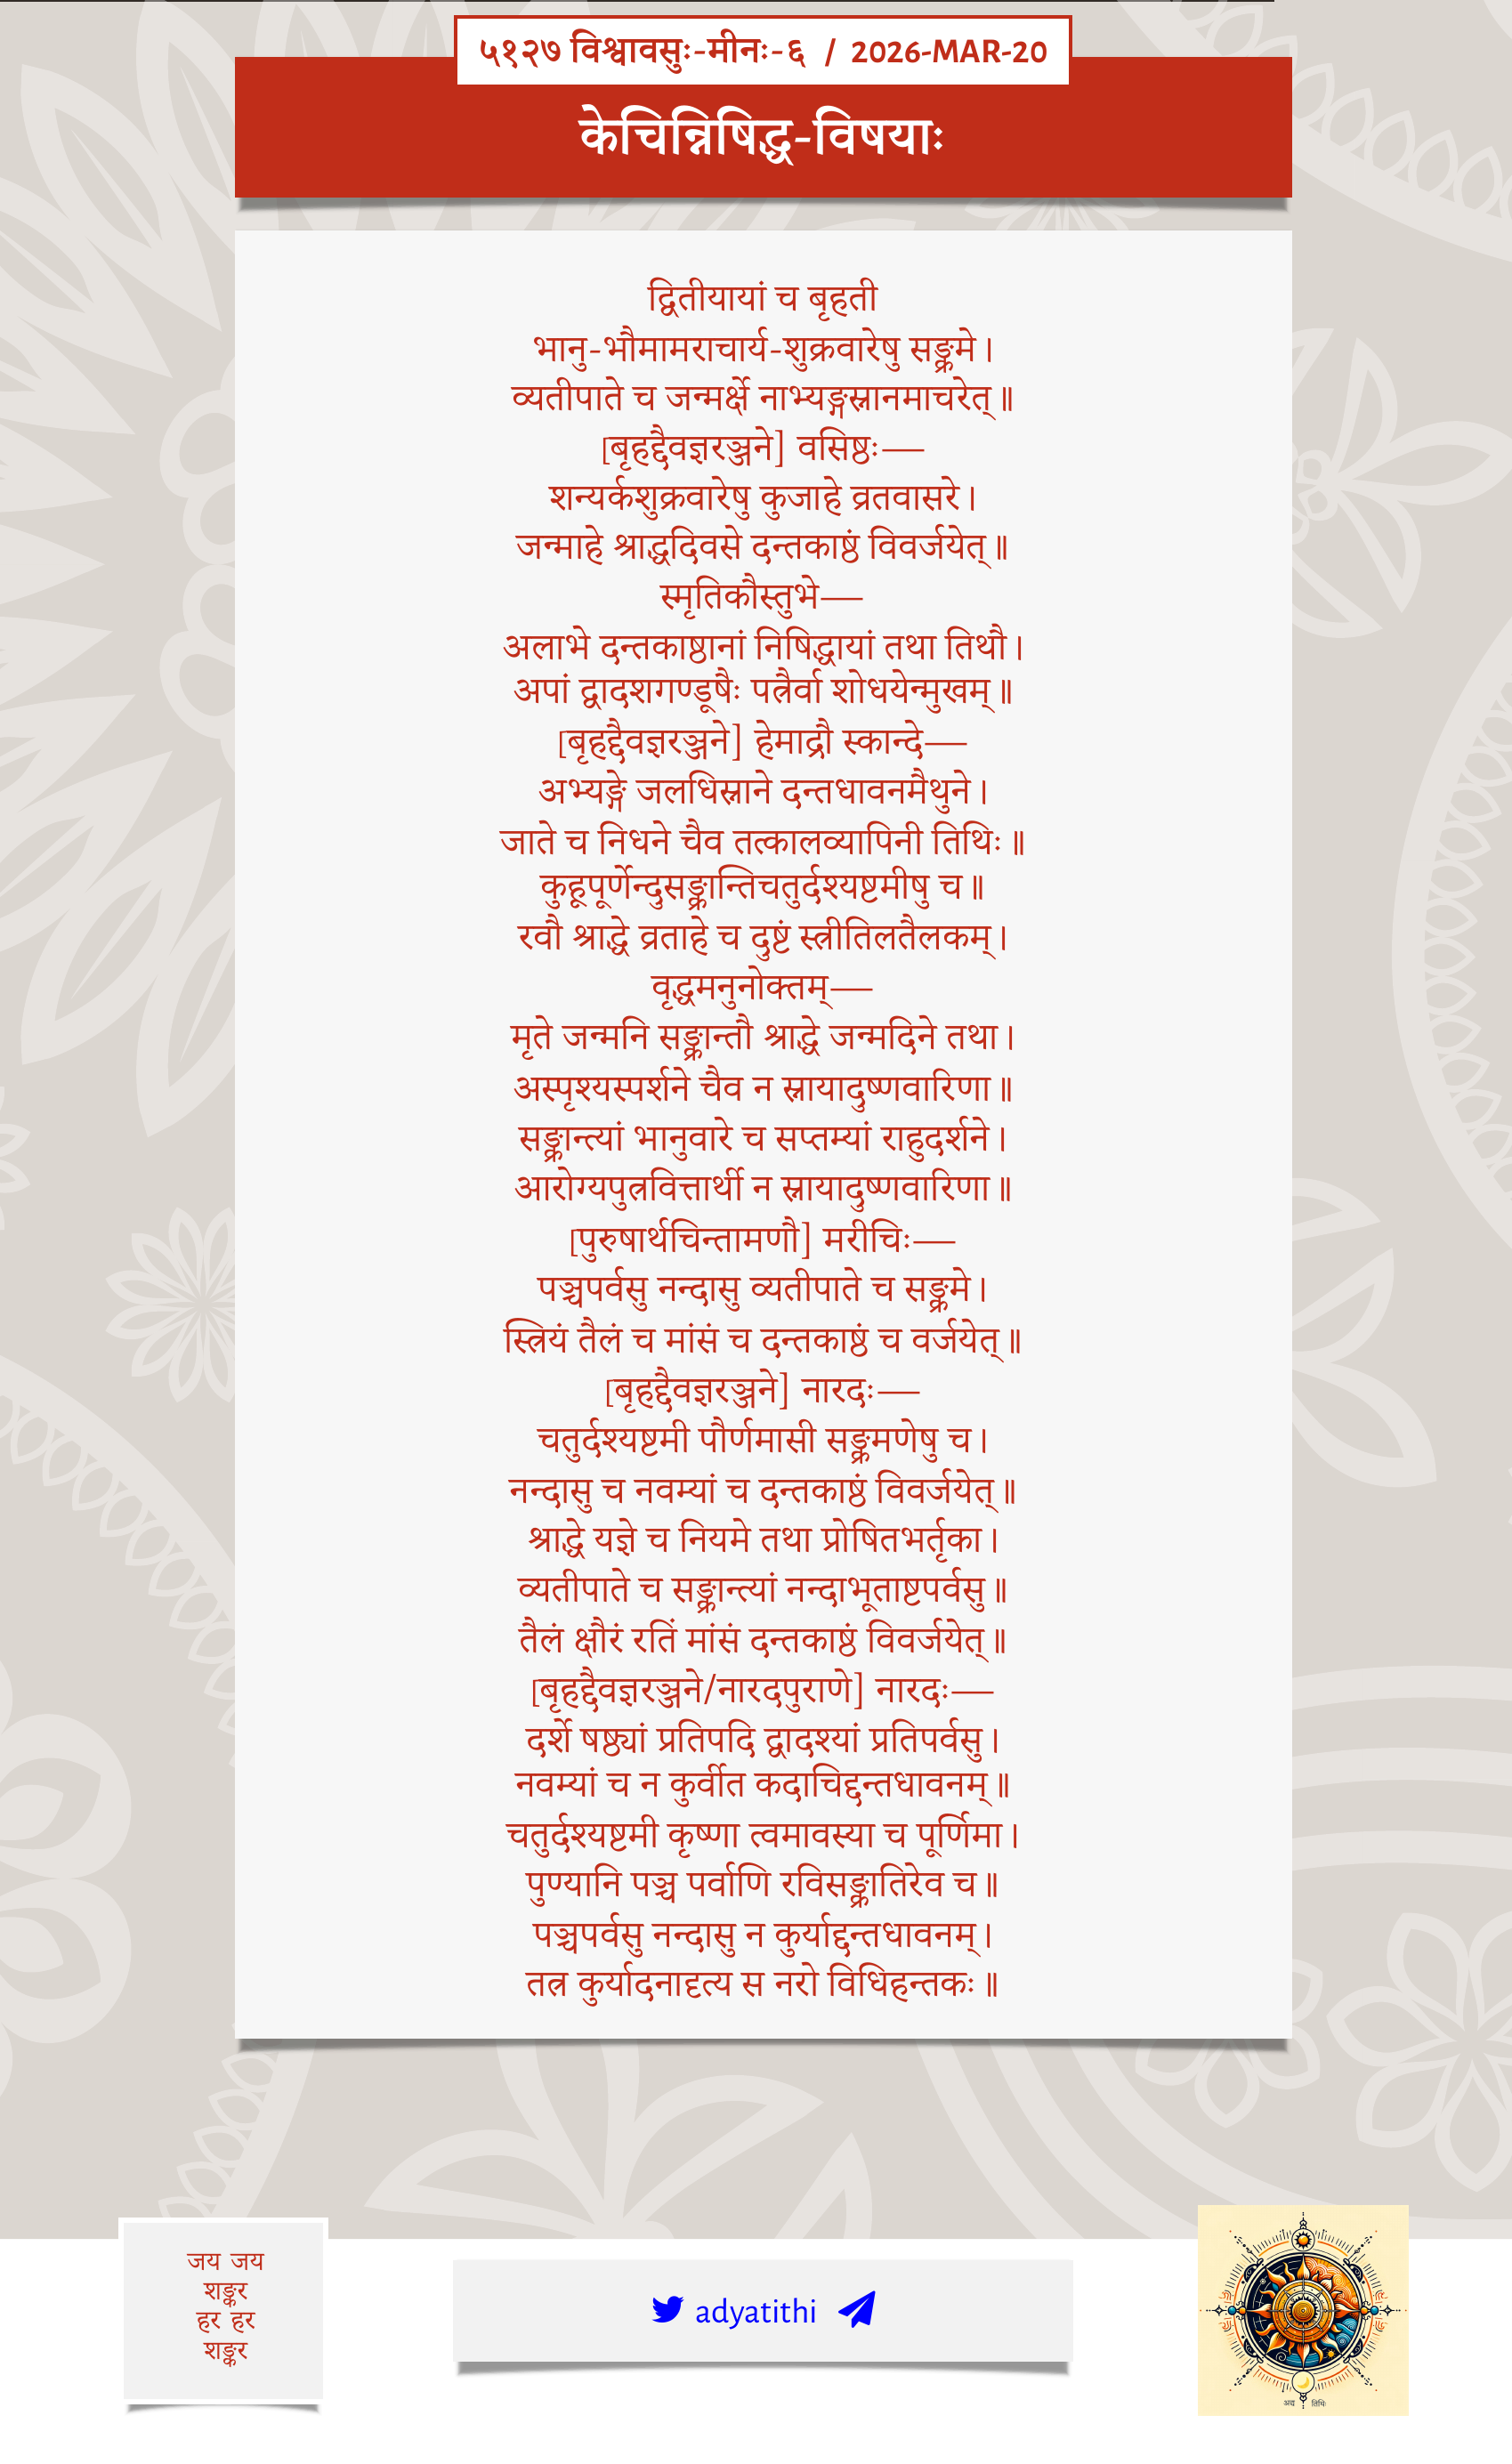 ५१२७ विश्वावसुः-मीनः-६ / 2026-MAR-20
केचिन्निषिद्ध-विषयाः
द्वितीयायां च बृहती
भानु-भौमामराचार्य-शुक्रवारेषु सङ्क्रमे।
व्यतीपाते च जन्मर्क्षे नाभ्यङ्गस्नानमाचरेत्॥
[बृहद्दैवज्ञरञ्जने] वसिष्ठः—
शन्यर्कशुक्रवारेषु कुजाहे व्रतवासरे।
जन्माहे श्राद्धदिवसे दन्तकाष्ठं विवर्जयेत्॥
स्मृतिकौस्तुभे—
अलाभे दन्तकाष्ठानां निषिद्धायां तथा तिथौ।
अपां द्वादशगण्डूषैः पत्रैर्वा शोधयेन्मुखम्॥
[बृहद्दैवज्ञरञ्जने] हेमाद्रौ स्कान्दे—
अभ्यङ्गे जलधिस्नाने दन्तधावनमैथुने।
जाते च निधने चैव तत्कालव्यापिनी तिथिः॥
कुहूपूर्णेन्दुसङ्क्रान्तिचतुर्दश्यष्टमीषु च॥
रवौ श्राद्धे व्रताहे च दुष्टं स्त्रीतिलतैलकम्।
वृद्धमनुनोक्तम्—
मृते जन्मनि सङ्क्रान्तौ श्राद्धे जन्मदिने तथा।
अस्पृश्यस्पर्शने चैव न स्नायादुष्णवारिणा॥
सङ्क्रान्त्यां भानुवारे च सप्तम्यां राहुदर्शने।
आरोग्यपुत्रवित्तार्थी न स्नायादुष्णवारिणा॥
[पुरुषार्थचिन्तामणौ] मरीचिः—
पञ्चपर्वसु नन्दासु व्यतीपाते च सङ्क्रमे।
स्त्रियं तैलं च मांसं च दन्तकाष्ठं च वर्जयेत्॥
[बृहद्दैवज्ञरञ्जने] नारदः—
चतुर्दश्यष्टमी पौर्णमासी सङ्क्रमणेषु च।
नन्दासु च नवम्यां च दन्तकाष्ठं विवर्जयेत्॥
श्राद्धे यज्ञे च नियमे तथा प्रोषितभर्तृका।
व्यतीपाते च सङ्क्रान्त्यां नन्दाभूताष्टपर्वसु॥
तैलं क्षौरं रतिं मांसं दन्तकाष्ठं विवर्जयेत्॥
[बृहद्दैवज्ञरञ्जने/नारदपुराणे] नारदः—
दर्शे षष्ठ्यां प्रतिपदि द्वादश्यां प्रतिपर्वसु।
नवम्यां च न कुर्वीत कदाचिद्दन्तधावनम्॥
चतुर्दश्यष्टमी कृष्णा त्वमावस्या च पूर्णिमा।
पुण्यानि पञ्च पर्वाणि रविसङ्क्रातिरेव च॥
पञ्चपर्वसु नन्दासु न कुर्याद्दन्तधावनम्।
तत्र कुर्यादनादृत्य स नरो विधिहन्तकः॥
जय जय
शङ्कर
हर हर
शङ्कर
adyatithi
अद्य तिथिः